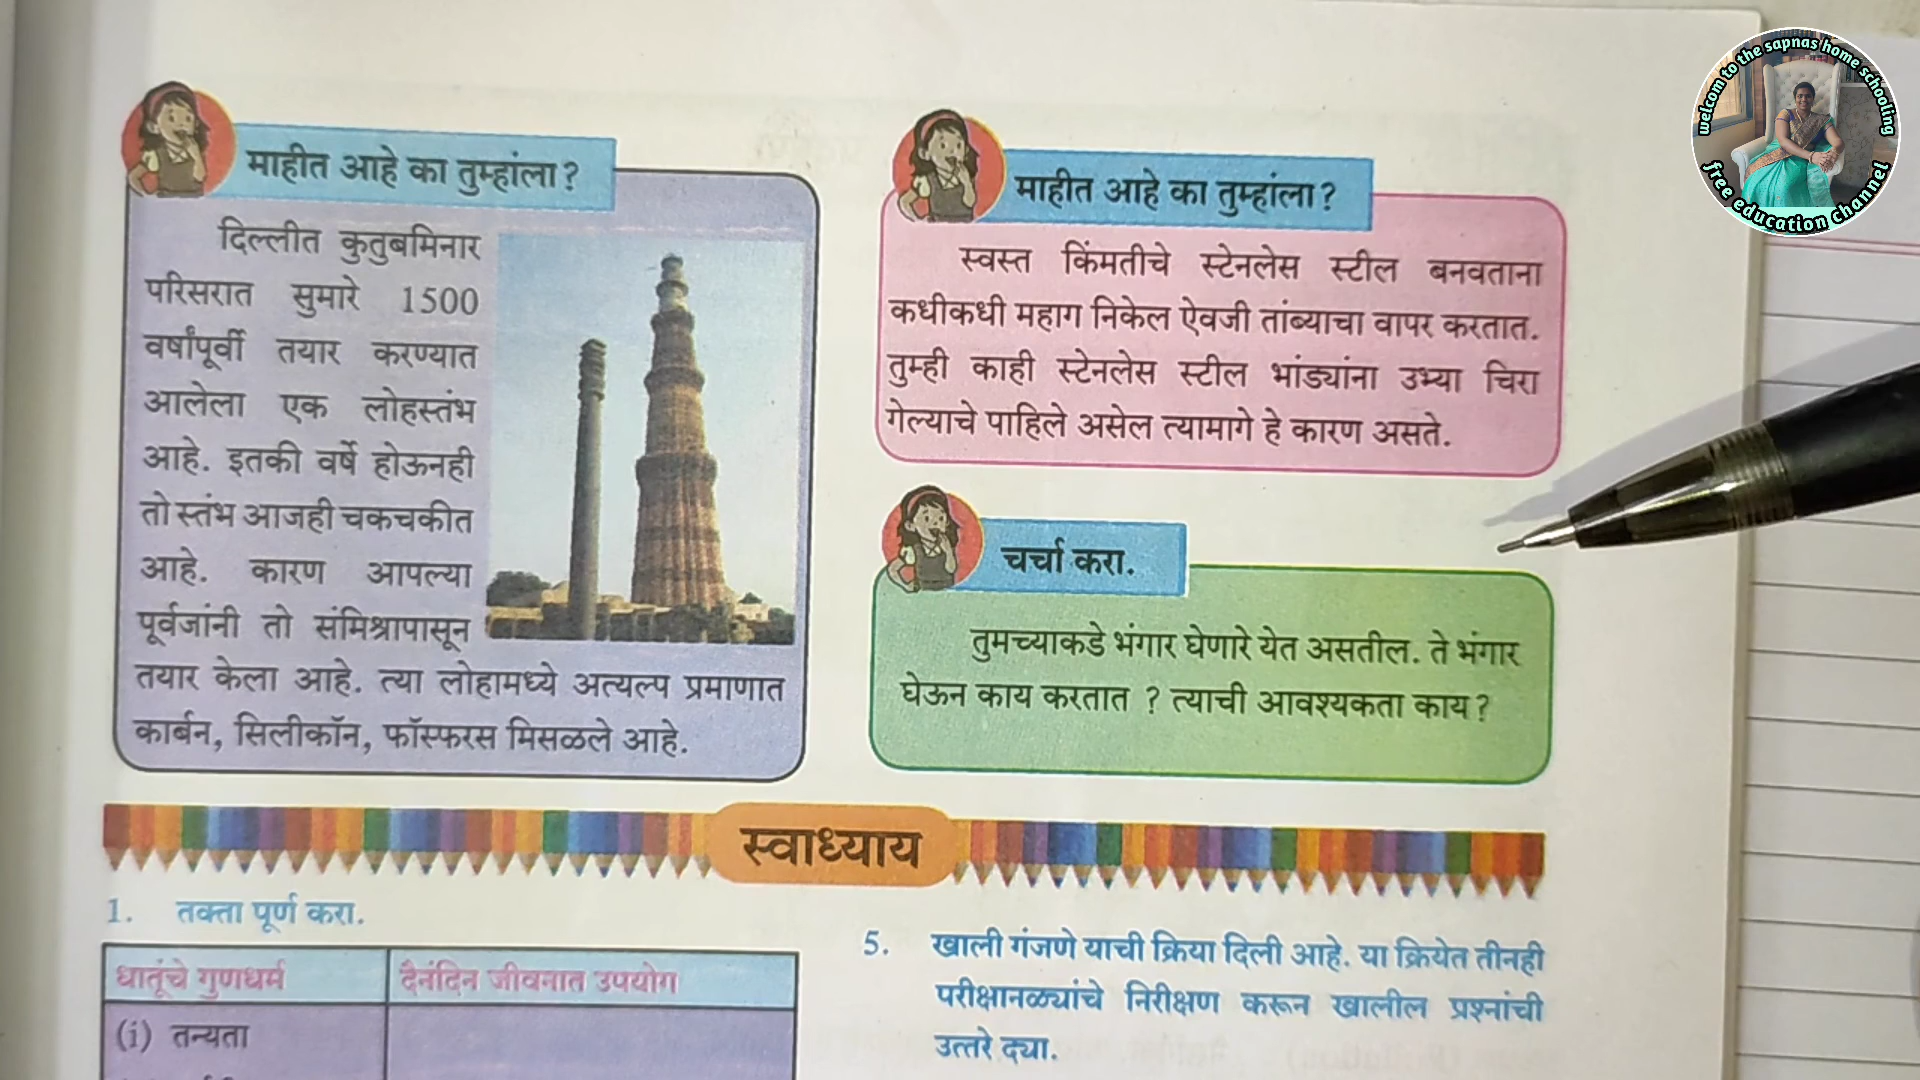 माहीत आहे का तुम्हांला?
दिल्लीत कुतुबमिनार
परिसरात सुमारे 1500
वर्षांपूर्वी तयार करण्यात
आलेला एक लोहस्तंभ
आहे. इतकी वर्षे होऊनही
तो स्तंभ आजही चकचकीत
आहे. कारण आपल्या
पूर्वजांनी तो संमिश्रापासून
तयार केला आहे. त्या लोहामध्ये अत्यल्प प्रमाणात
कार्बन, सिलीकॉन, फॉस्फरस मिसळले आहे.
माहीत आहे का तुम्हांला?
स्वस्त किंमतीचे स्टेनलेस स्टील बनवताना
कधीकधी महाग निकेल ऐवजी तांब्याचा वापर करतात.
तुम्ही काही स्टेनलेस स्टील भांड्यांना उभ्या चिरा
गेल्याचे पाहिले असेल त्यामागे हे कारण असते.
चर्चा करा.
तुमच्याकडे भंगार घेणारे येत असतील. ते भंगार
घेऊन काय करतात ? त्याची आवश्यकता काय?
स्वाध्याय
1. तक्ता पूर्ण करा.
धातूंचे गुणधर्म दैनंदिन जीवनात उपयोग
(i) तन्यता
5. खाली गंजणे याची क्रिया दिली आहे. या क्रियेत तीनही
परीक्षानळ्यांचे निरीक्षण करून खालील प्रश्नांची
उत्तरे द्या.
welcom to the sapnas home schooling
free education channel